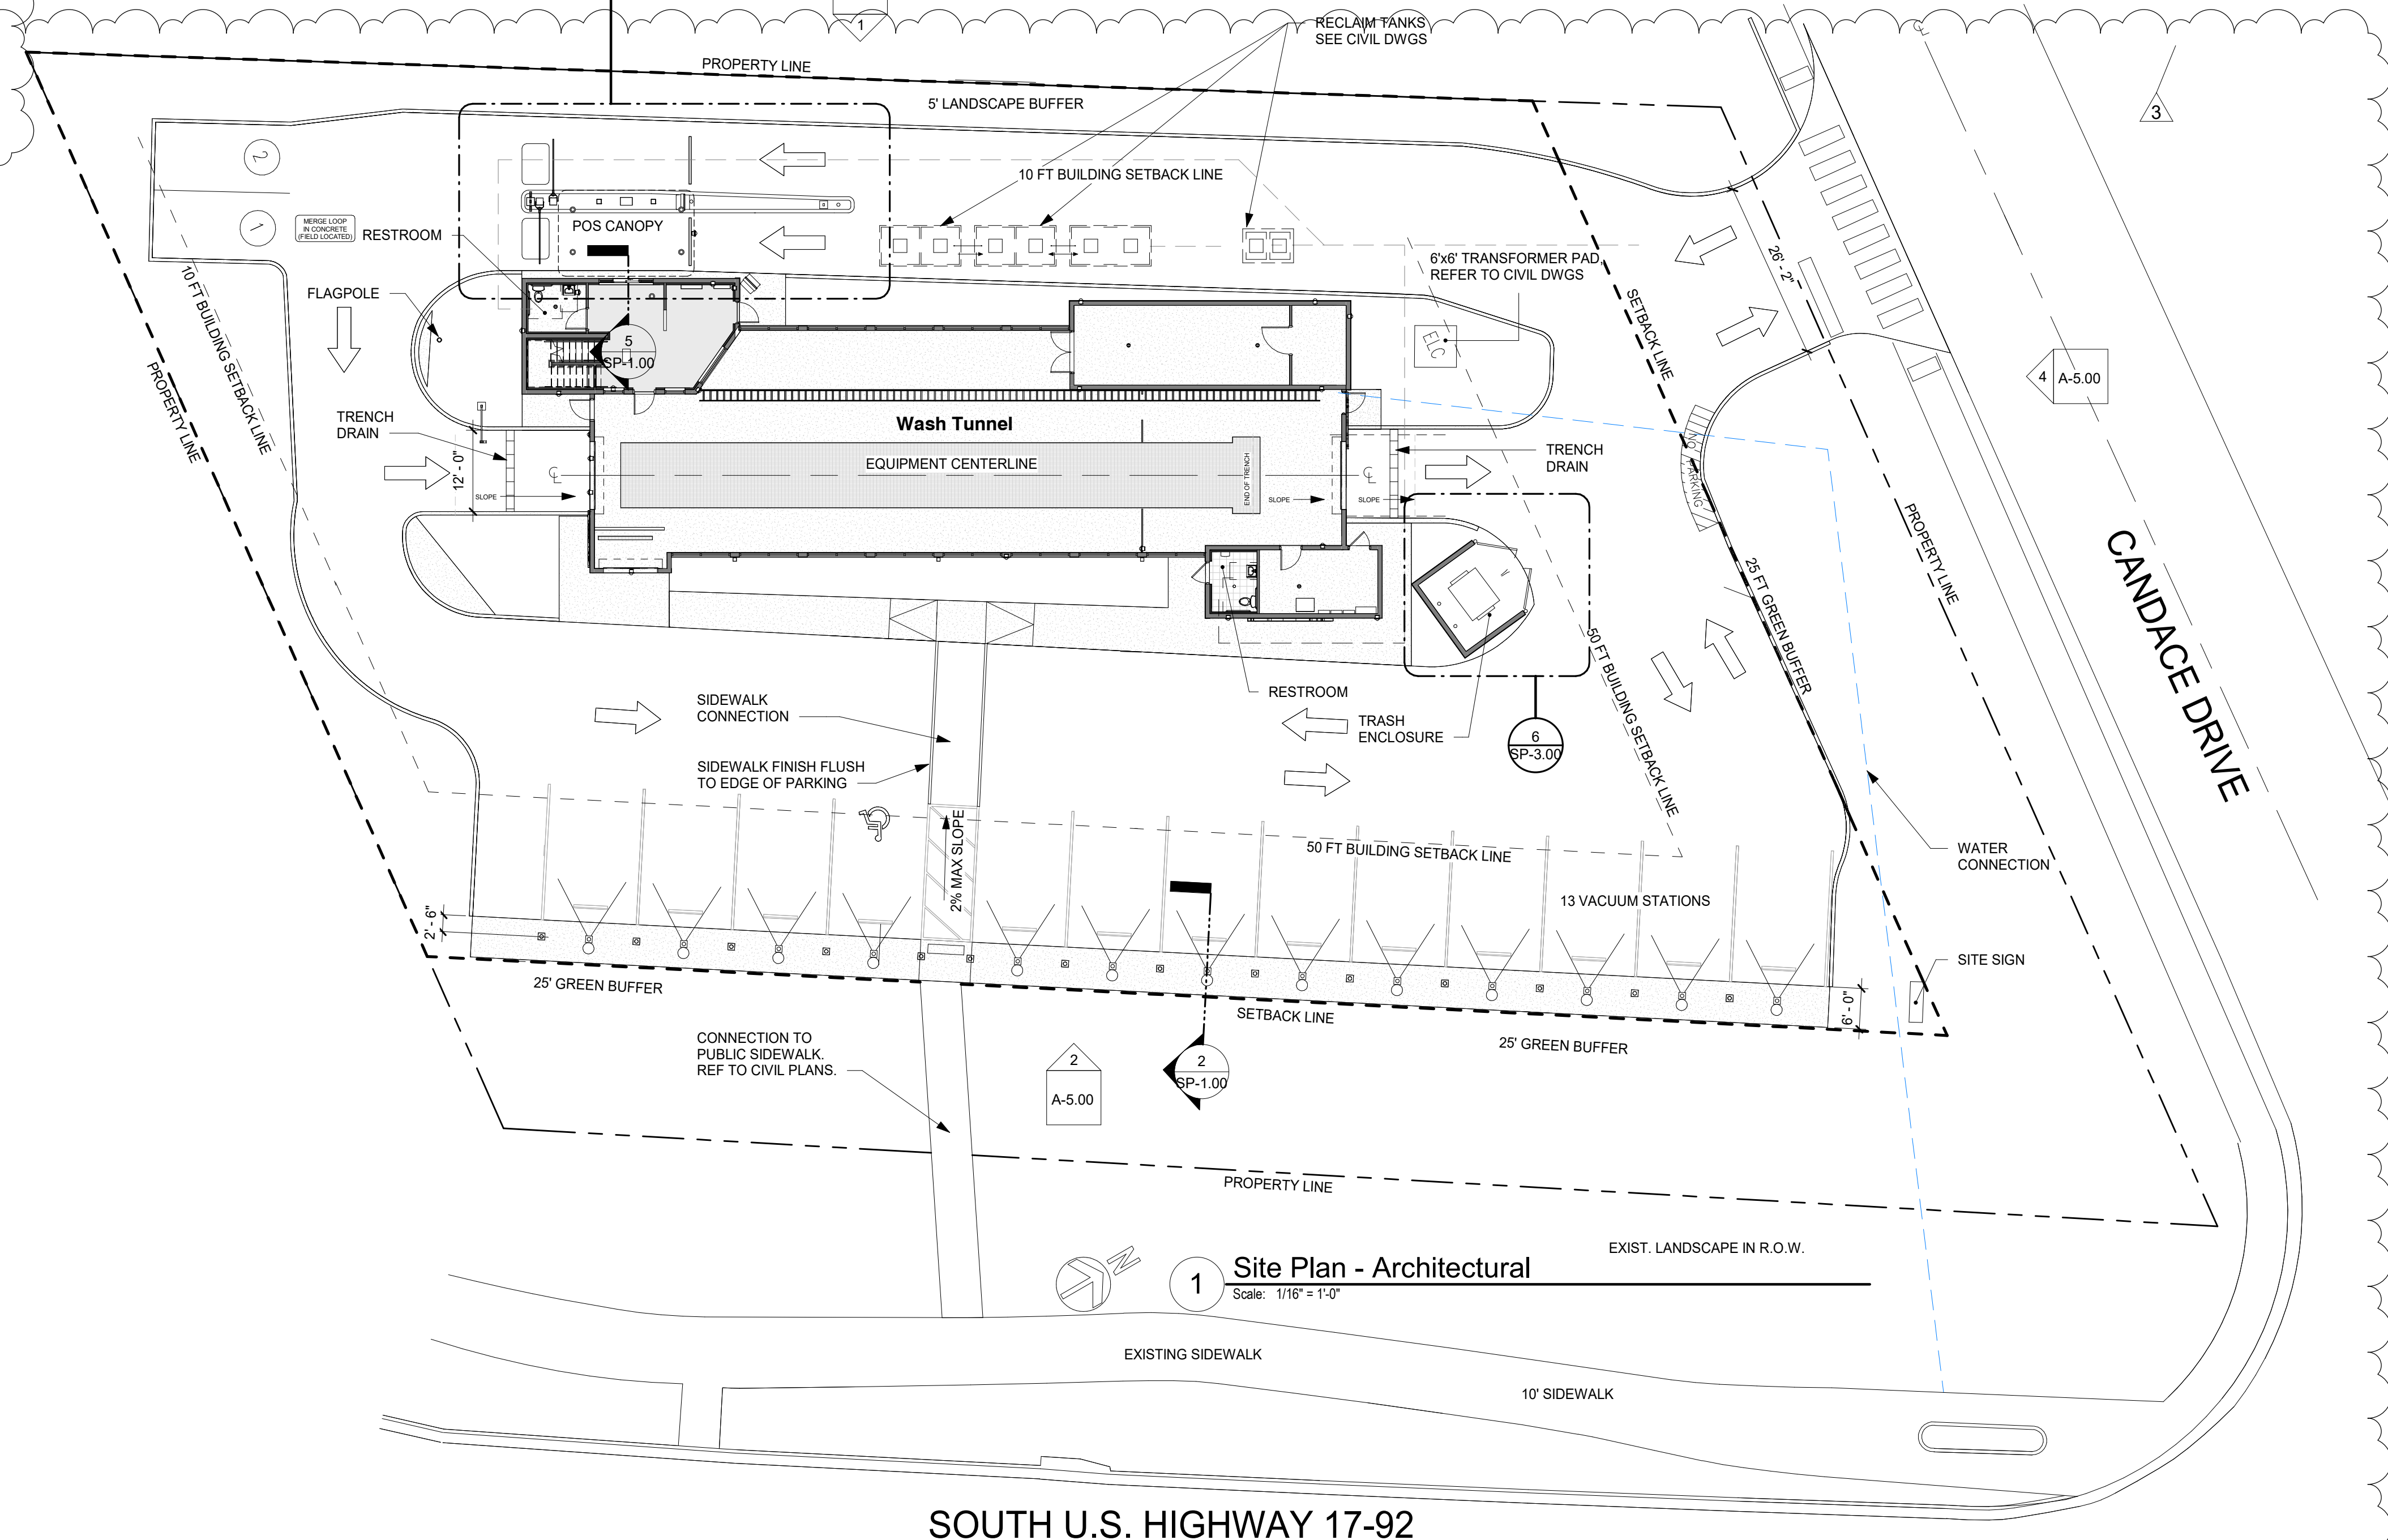 1
RECLAIM TANKS
SEE CIVIL DWGS
℄
PROPERTY LINE
5' LANDSCAPE BUFFER
3
2
10 FT BUILDING SETBACK LINE
1
MERGE LOOP
IN CONCRETE
(FIELD LOCATED)
RESTROOM
POS CANOPY
26' - 2"
6'x6' TRANSFORMER PAD,
REFER TO CIVIL DWGS
FLAGPOLE
10 FT BUILDING SETBACK LINE
SETBACK LINE
ELC
5
SP-1.00
PROPERTY LINE
4
A-5.00
TRENCH
DRAIN
Wash Tunnel
NO PARKING
12' - 0"
EQUIPMENT CENTERLINE
END OF TRENCH
TRENCH
DRAIN
℄
℄
SLOPE
SLOPE
SLOPE
PROPERTY LINE
CANDACE DRIVE
25 FT GREEN BUFFER
50 FT BUILDING SETBACK LINE
RESTROOM
SIDEWALK
CONNECTION
TRASH
ENCLOSURE
6
SP-3.00
SIDEWALK FINISH FLUSH
TO EDGE OF PARKING
2% MAX SLOPE
50 FT BUILDING SETBACK LINE
WATER
CONNECTION
13 VACUUM STATIONS
2' - 6"
SITE SIGN
25' GREEN BUFFER
SETBACK LINE
6' - 0"
25' GREEN BUFFER
CONNECTION TO
PUBLIC SIDEWALK.
REF TO CIVIL PLANS.
2
A-5.00
2
SP-1.00
PROPERTY LINE
N
1
Site Plan - Architectural
Scale: 1/16" = 1'-0"
EXIST. LANDSCAPE IN R.O.W.
EXISTING SIDEWALK
10' SIDEWALK
SOUTH U.S. HIGHWAY 17-92